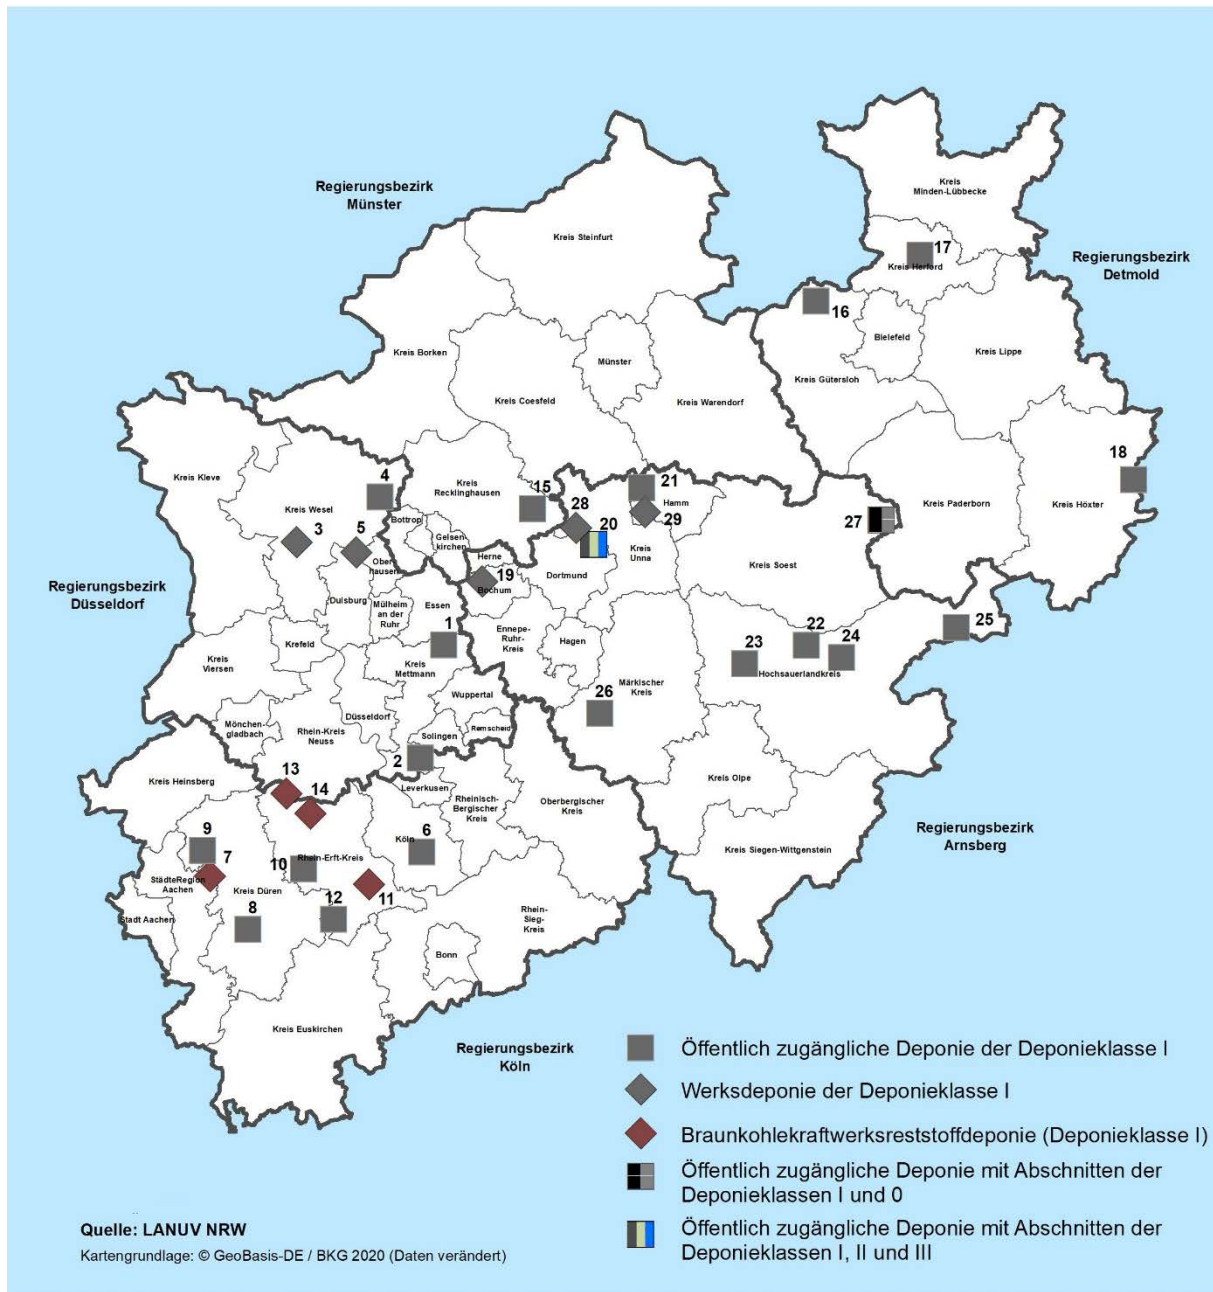 Regierungsbezirk
Münster
Kreis
Minden-Lübbecke
Kreis Steinfurt
17
Kreis Herford
Regierungsbezirk
Detmold
16
Bielefeld
Kreis Lippe
Kreis Borken
Münster
Kreis Gütersloh
Kreis Coesfeld
Kreis Warendorf
18
Kreis Kleve
4
Kreis
Recklinghausen
15
21
Hamm
Kreis Paderborn
Kreis Höxter
Kreis Wesel
3
5
Bottrop
28
20
29
27
Gelsen-
kirchen
Ober-
hausen
Herne
Kreis
Unna
Kreis Soest
Regierungsbezirk
Düsseldorf
19
Bochum
Dortmund
Duisburg
Mülheim
an der
Ruhr
Essen
1
Ennepe-
Ruhr-
Kreis
Hagen
22
24
25
23
Krefeld
Kreis
Viersen
Kreis
Mettmann
Hochsauerlandkreis
Märkischer
Kreis
26
Wuppertal
Düsseldorf
Mönchen-
gladbach
Rhein-Kreis
Neuss
Solingen
Remscheid
2
Kreis Heinsberg
13
14
Leverkusen
Rheinisch-
Bergischer
Kreis
Oberbergischer
Kreis
Kreis Olpe
9
7
6
Köln
Regierungsbezirk
Arnsberg
Kreis Siegen-Wittgenstein
10
Rhein-Erft-Kreis
StädteRegion
Aachen
Kreis Düren
11
8
12
Stadt Aachen
Rhein-
Sieg-
Kreis
Bonn
Kreis Euskirchen
Regierungsbezirk
Köln
Öffentlich zugängliche Deponie der Deponieklasse I
Werksdeponie der Deponieklasse I
Braunkohlekraftwerksreststoffdeponie (Deponieklasse I)
Öffentlich zugängliche Deponie mit Abschnitten der
Deponieklassen I und 0
Öffentlich zugängliche Deponie mit Abschnitten der
Deponieklassen I, II und III
Quelle: LANUV NRW
Kartengrundlage: © GeoBasis-DE / BKG 2020 (Daten verändert)